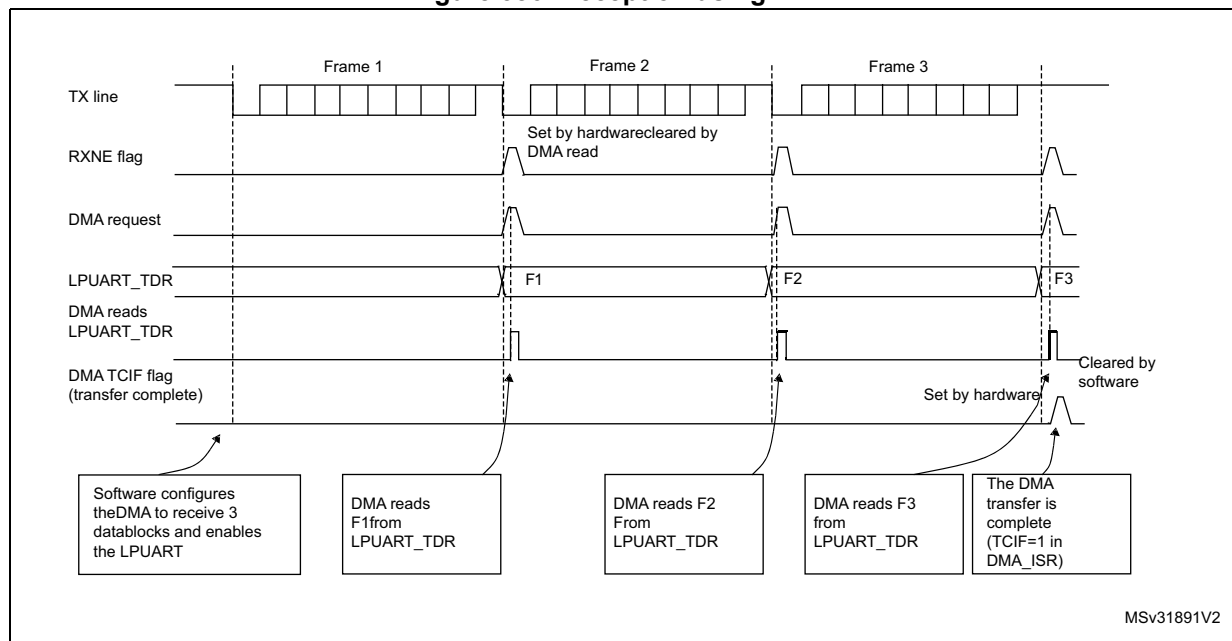 Frame 1
Frame 2
Frame 3
TX line
Set by hardwarecleared by
DMA read
RXNE flag
DMA request
LPUART_TDR
F1
F2
F3
DMA reads
LPUART_TDR
Cleared by
software
DMA TCIF flag
(transfer complete)
Set by hardware
Software configures
theDMA to receive 3
datablocks and enables
the LPUART
DMA reads
F1from
LPUART_TDR
DMA reads F2
From
LPUART_TDR
DMA reads F3
from
LPUART_TDR
The DMA
transfer is
complete
(TCIF=1 in
DMA_ISR)
MSv31891V2